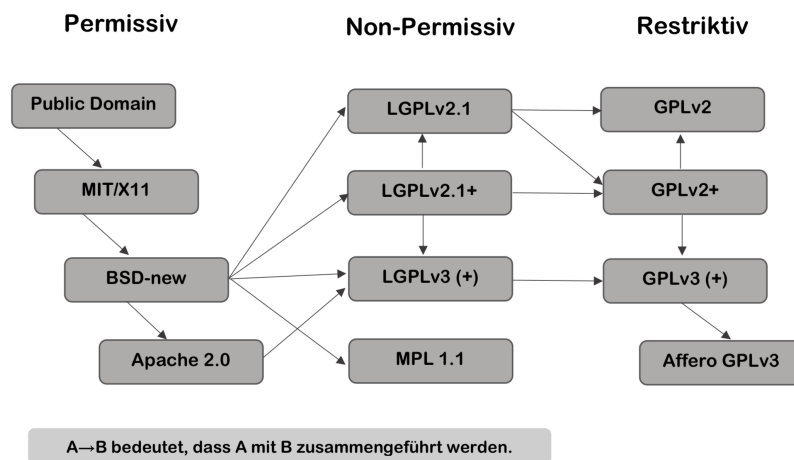 Permissiv
Non-Permissiv
Restriktiv
Public Domain
MIT/X11
BSD-new
Apache 2.0
LGPLv2.1
LGPLv2.1+
LGPLv3 (+)
MPL 1.1
GPLv2
GPLv2+
GPLv3 (+)
Affero GPLv3
A→B bedeutet, dass A mit B zusammengeführt werden.